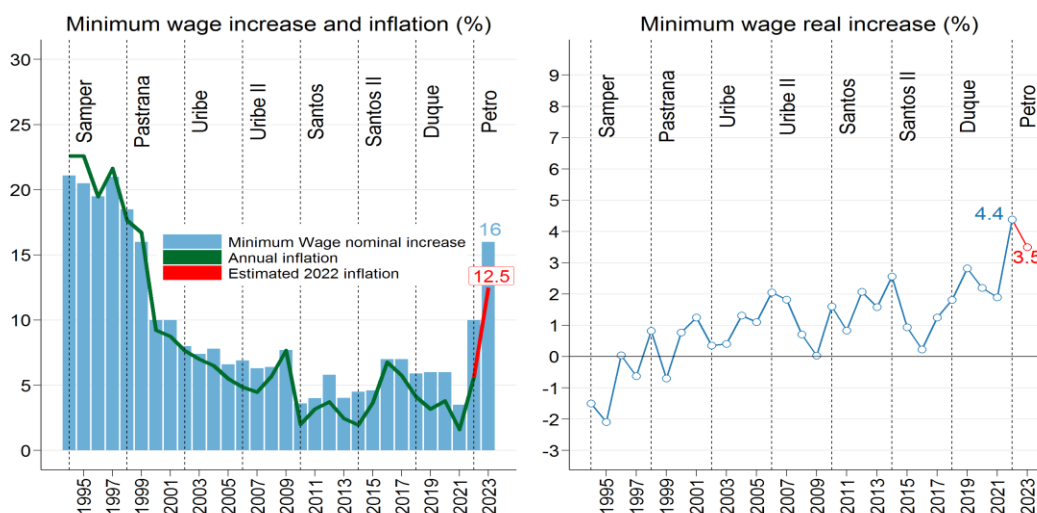 Minimum wage increase and inflation (%)
30
25
20
15
10
5
0
Samper
Pastrana
Uribe
Uribe II
Santos
Santos II
Duque
Petro
16
Minimum Wage nominal increase
Annual inflation
Estimated 2022 inflation
12.5
1995
1997
1999
2001
2003
2005
2007
2009
2011
2013
2015
2017
2019
2021
2023
Minimum wage real increase (%)
9
8
7
6
5
4
3
2
1
0
-1
-2
-3
Samper
Pastrana
Uribe
Uribe II
Santos
Santos II
Duque
Petro
4.4
3.5
1995
1997
1999
2001
2003
2005
2007
2009
2011
2013
2015
2017
2019
2021
2023